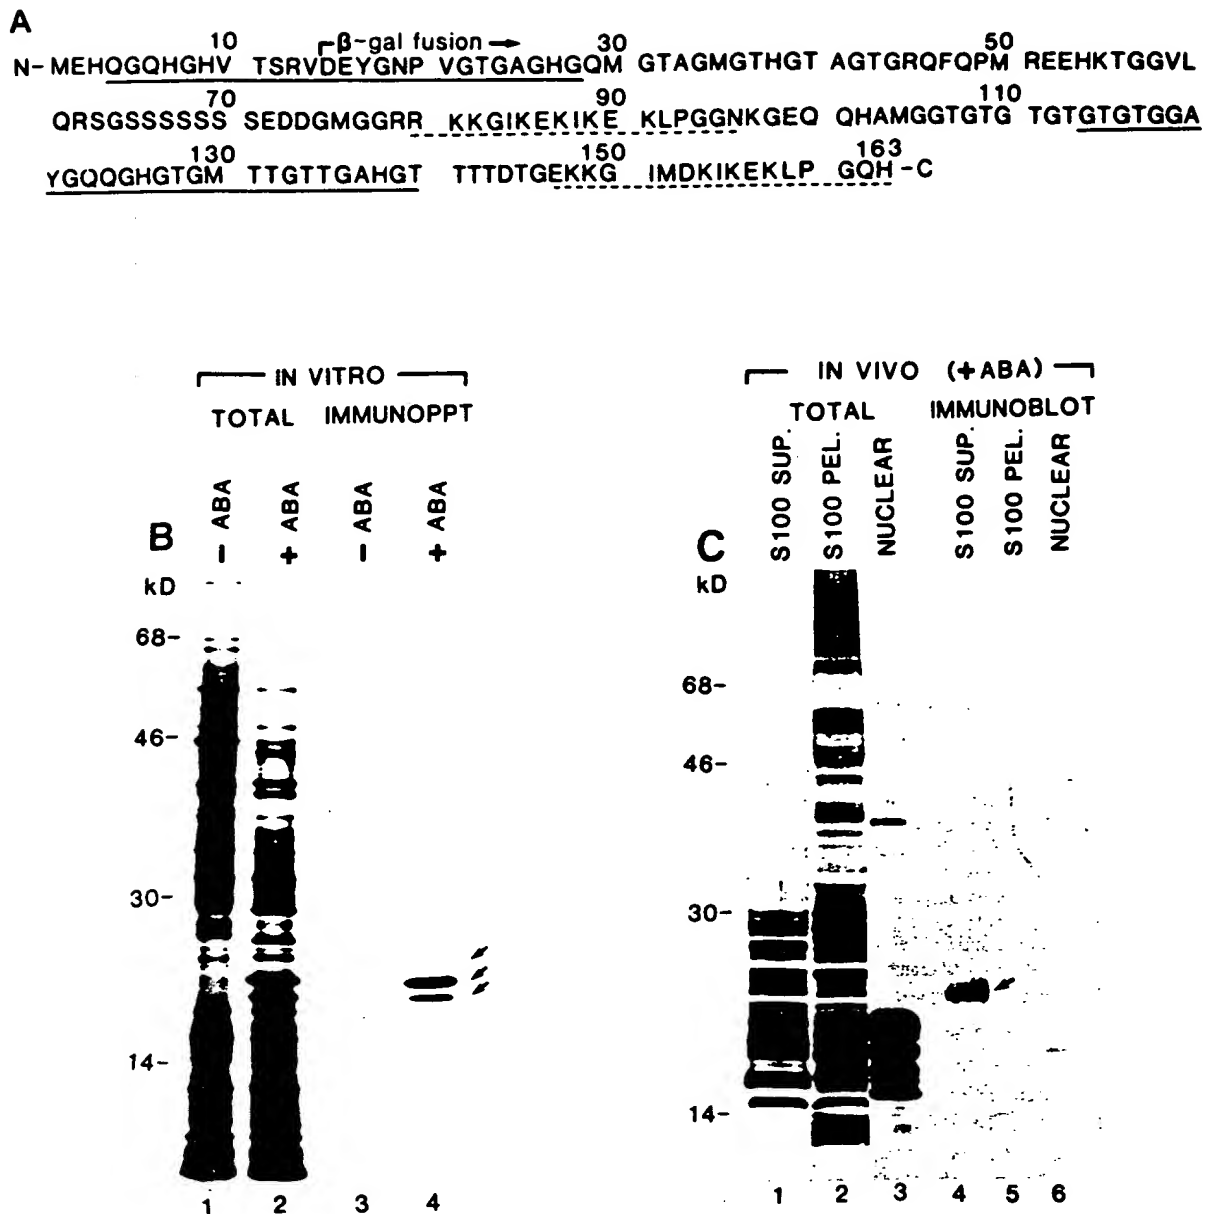 A
10 ┌β-gal fusion → 30 50
N- MEHQGQHGHV TSRVDEYGNP VGTGAGHGQM GTAGMGTHGT AGTGRQFQPM REEHKTGGVL
70 90 110
QRSGSSSSSS SEDDGMGGRR KKGIKEKIKE KLPGGNKGEQ QHAMGGTGTG TGTGTGTGGA
130 150 163
YGQQGHGTGM TTGTTGAHGT TTTDTGEKKG IMDKIKEKLP GQH -C
IN VITRO
TOTAL IMMUNOPPT
B
- ABA
+ ABA
- ABA
+ ABA
kD
68-
46-
30-
14-
1 2 3 4
IN VIVO (+ABA)
TOTAL IMMUNOBLOT
C
S100 SUP.
S100 PEL.
NUCLEAR
S100 SUP.
S100 PEL.
NUCLEAR
kD
68-
46-
30-
14-
1 2 3 4 5 6